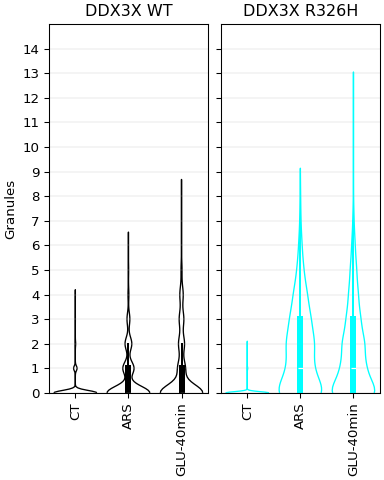 DDX3X WT
DDX3X R326H
14
13
12
11
10
9
8
7
6
5
4
3
2
1
0
Granules
CT
ARS
GLU-40min
CT
ARS
GLU-40min